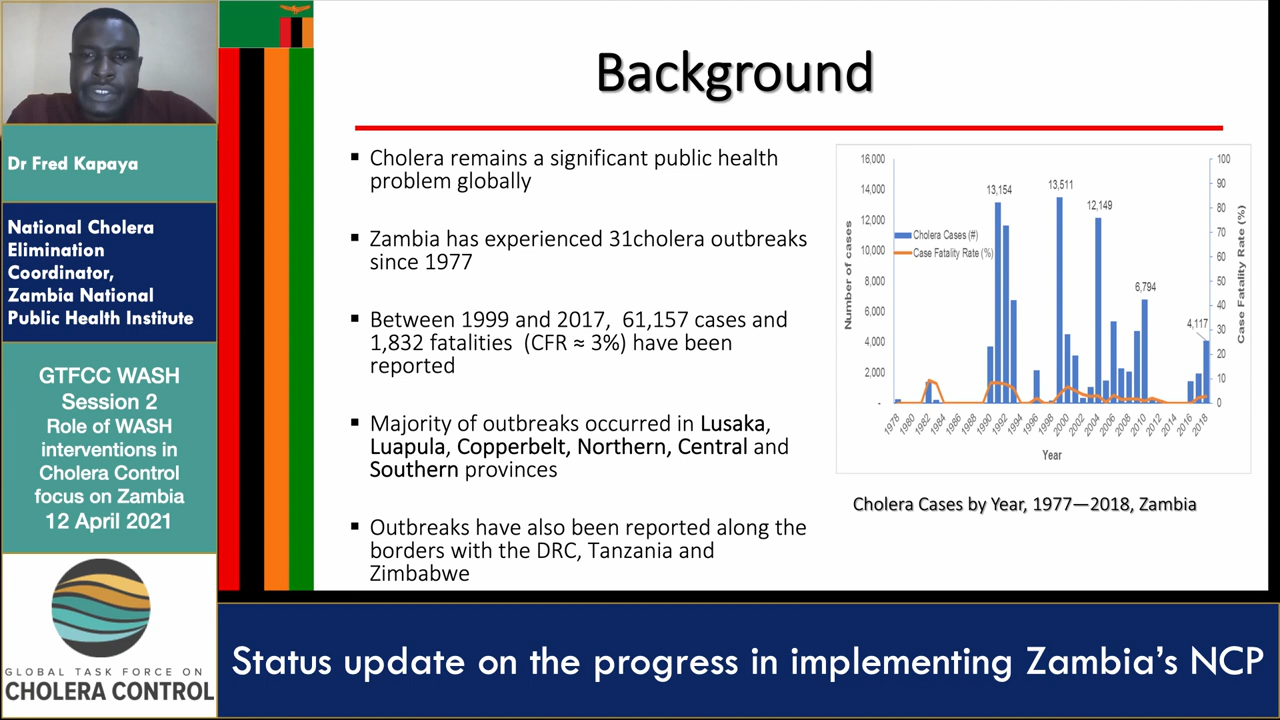 Dr Fred Kapaya
National Cholera
Elimination
Coordinator,
Zambia National
Public Health Institute
GTFCC WASH
Session 2
Role of WASH
interventions in
Cholera Control
focus on Zambia
12 April 2021
GLOBAL TASK FORCE ON
CHOLERA CONTROL
Background
▪ Cholera remains a significant public health
problem globally
▪ Zambia has experienced 31cholera outbreaks
since 1977
▪ Between 1999 and 2017, 61,157 cases and
1,832 fatalities (CFR ≈ 3%) have been
reported
▪ Majority of outbreaks occurred in Lusaka,
Luapula, Copperbelt, Northern, Central and
Southern provinces
▪ Outbreaks have also been reported along the
borders with the DRC, Tanzania and
Zimbabwe
Number of cases
16,000
14,000
12,000
10,000
8,000
6,000
4,000
2,000
-
Cholera Cases (#)
Case Fatality Rate (%)
13,154
13,511
12,149
6,794
4,117
100
90
80
70
60
50
40
30
20
10
0
Case Fatality Rate (%)
1978 1980 1982 1984 1986 1988 1990 1992 1994 1996 1998 2000 2002 2004 2006 2008 2010 2012 2014 2016 2018
Year
Cholera Cases by Year, 1977—2018, Zambia
Status update on the progress in implementing Zambia's NCP